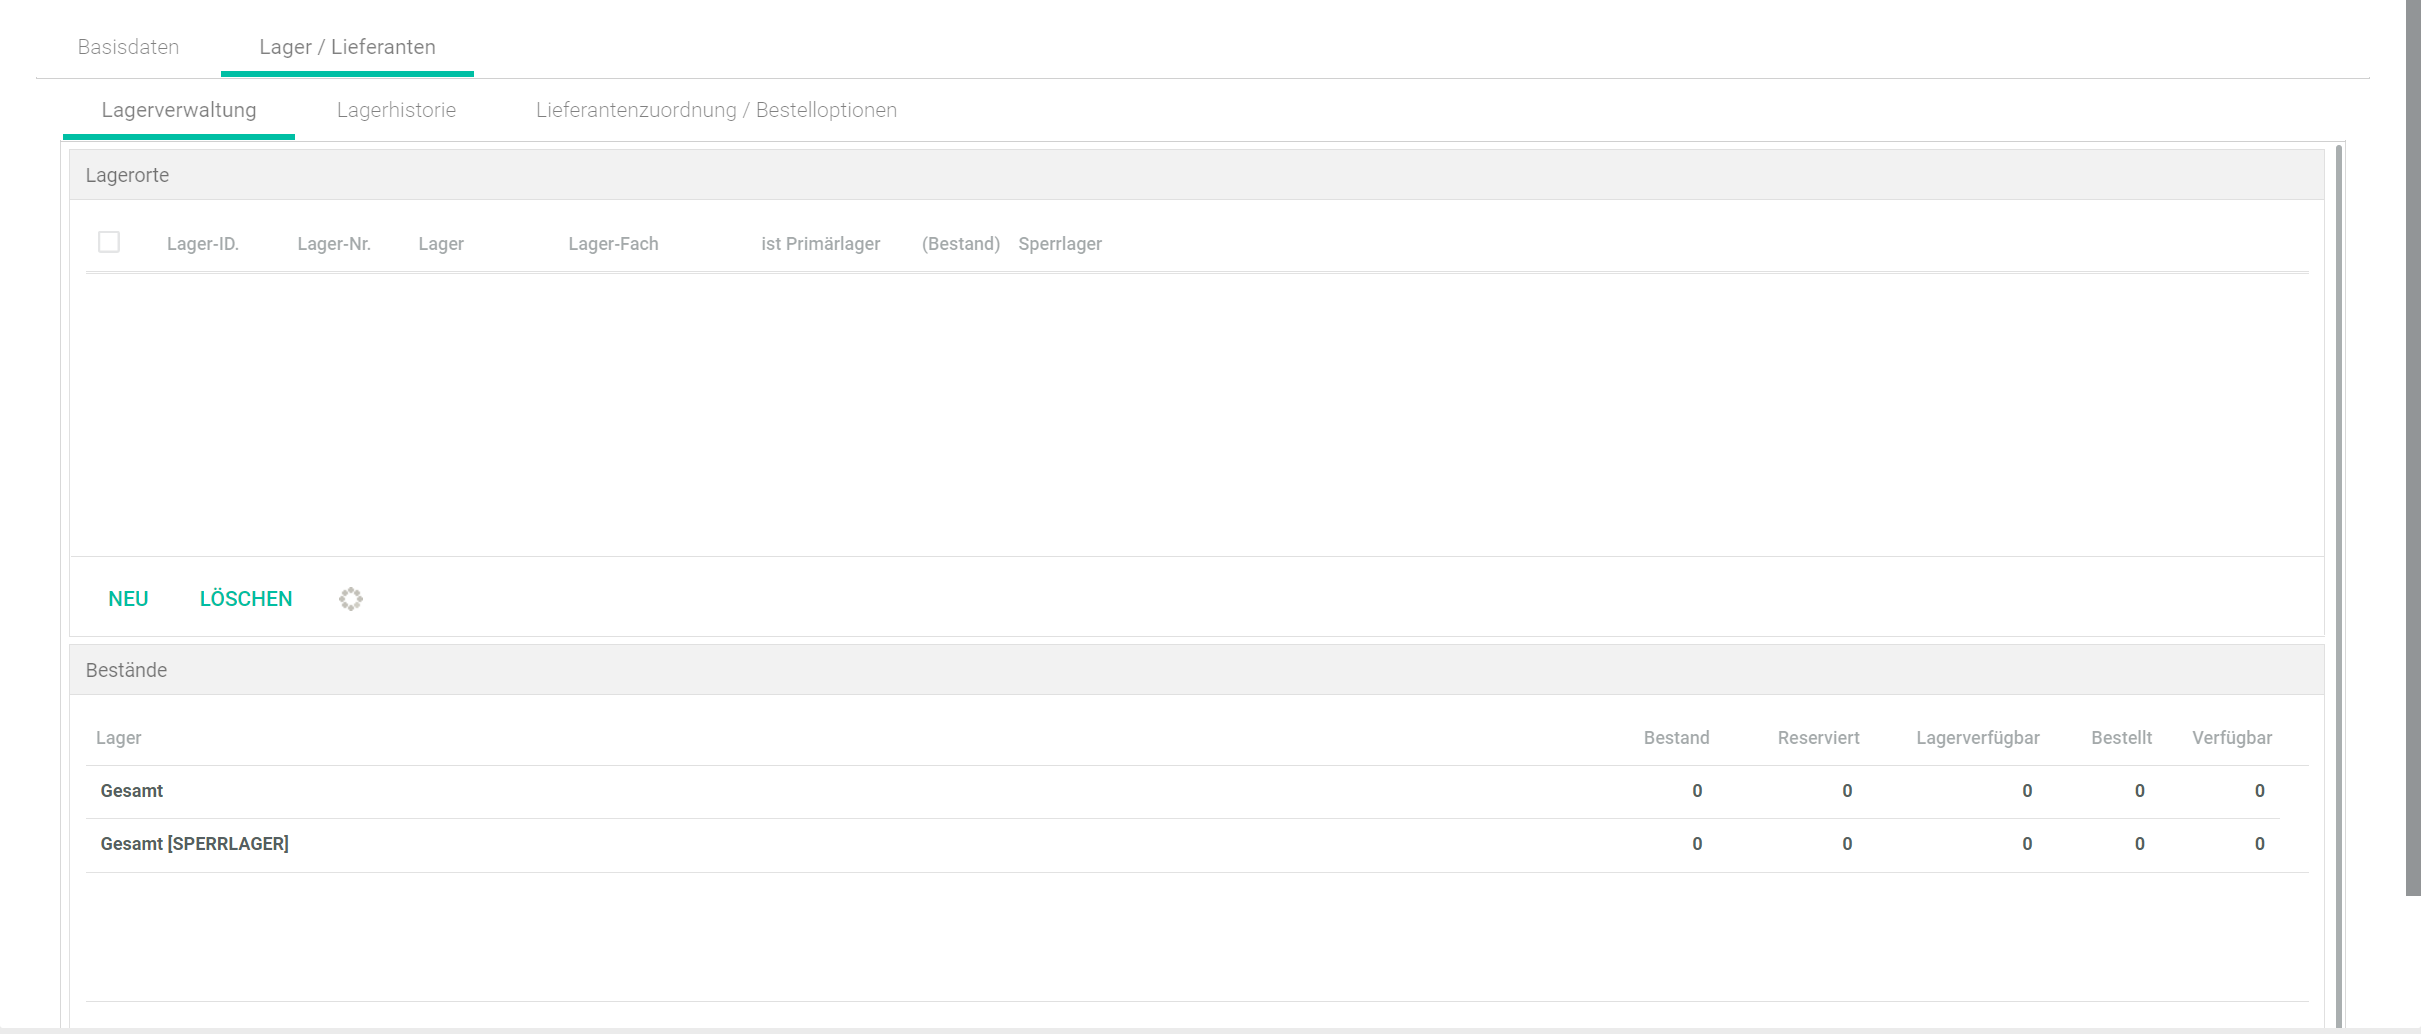 Basisdaten Lager / Lieferanten
Lagerverwaltung Lagerhistorie Lieferantenzuordnung / Bestelloptionen
Lagerorte
Lager-ID. Lager-Nr. Lager Lager-Fach ist Primärlager (Bestand) Sperrlager
NEU LÖSCHEN
Bestände
Lager Bestand Reserviert Lagerverfügbar Bestellt Verfügbar
Gesamt 0 0 0 0 0
Gesamt [SPERRLAGER] 0 0 0 0 0